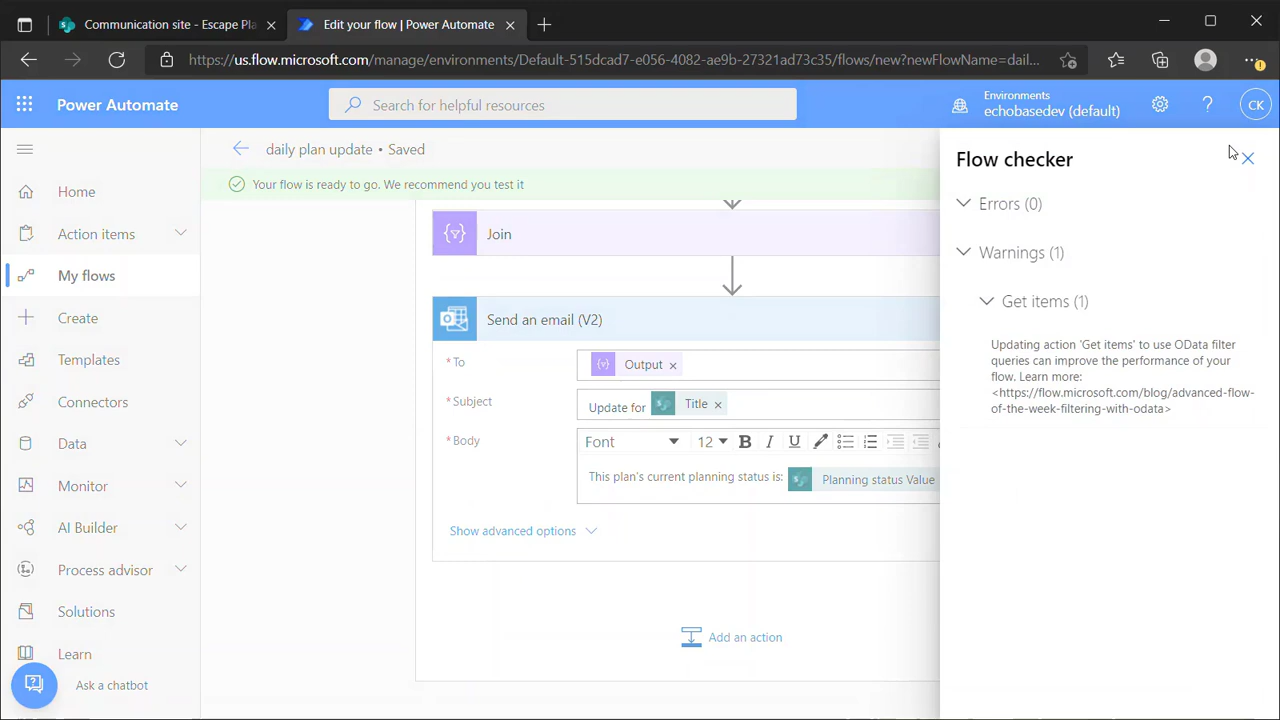 Communication site - Escape Pla
Edit your flow | Power Automate
https://us.flow.microsoft.com/manage/environments/Default-515dcad7-e056-4082-ae9b-27321ad73c35/flows/new?newFlowName=dail...
Power Automate
Search for helpful resources
Environments
echobasedev (default)
CK
daily plan update • Saved
Your flow is ready to go. We recommend you test it
Home
Action items
My flows
Create
Templates
Connectors
Data
Monitor
AI Builder
Process advisor
Solutions
Learn
Ask a chatbot
Join
Send an email (V2)
* To
Output ×
* Subject
Update for Title ×
* Body
Font 12 B I U
This plan's current planning status is: Planning status Value
Show advanced options
Add an action
Flow checker
Errors (0)
Warnings (1)
Get items (1)
Updating action 'Get items' to use OData filter
queries can improve the performance of your
flow. Learn more:
<https://flow.microsoft.com/blog/advanced-flow-
of-the-week-filtering-with-odata>